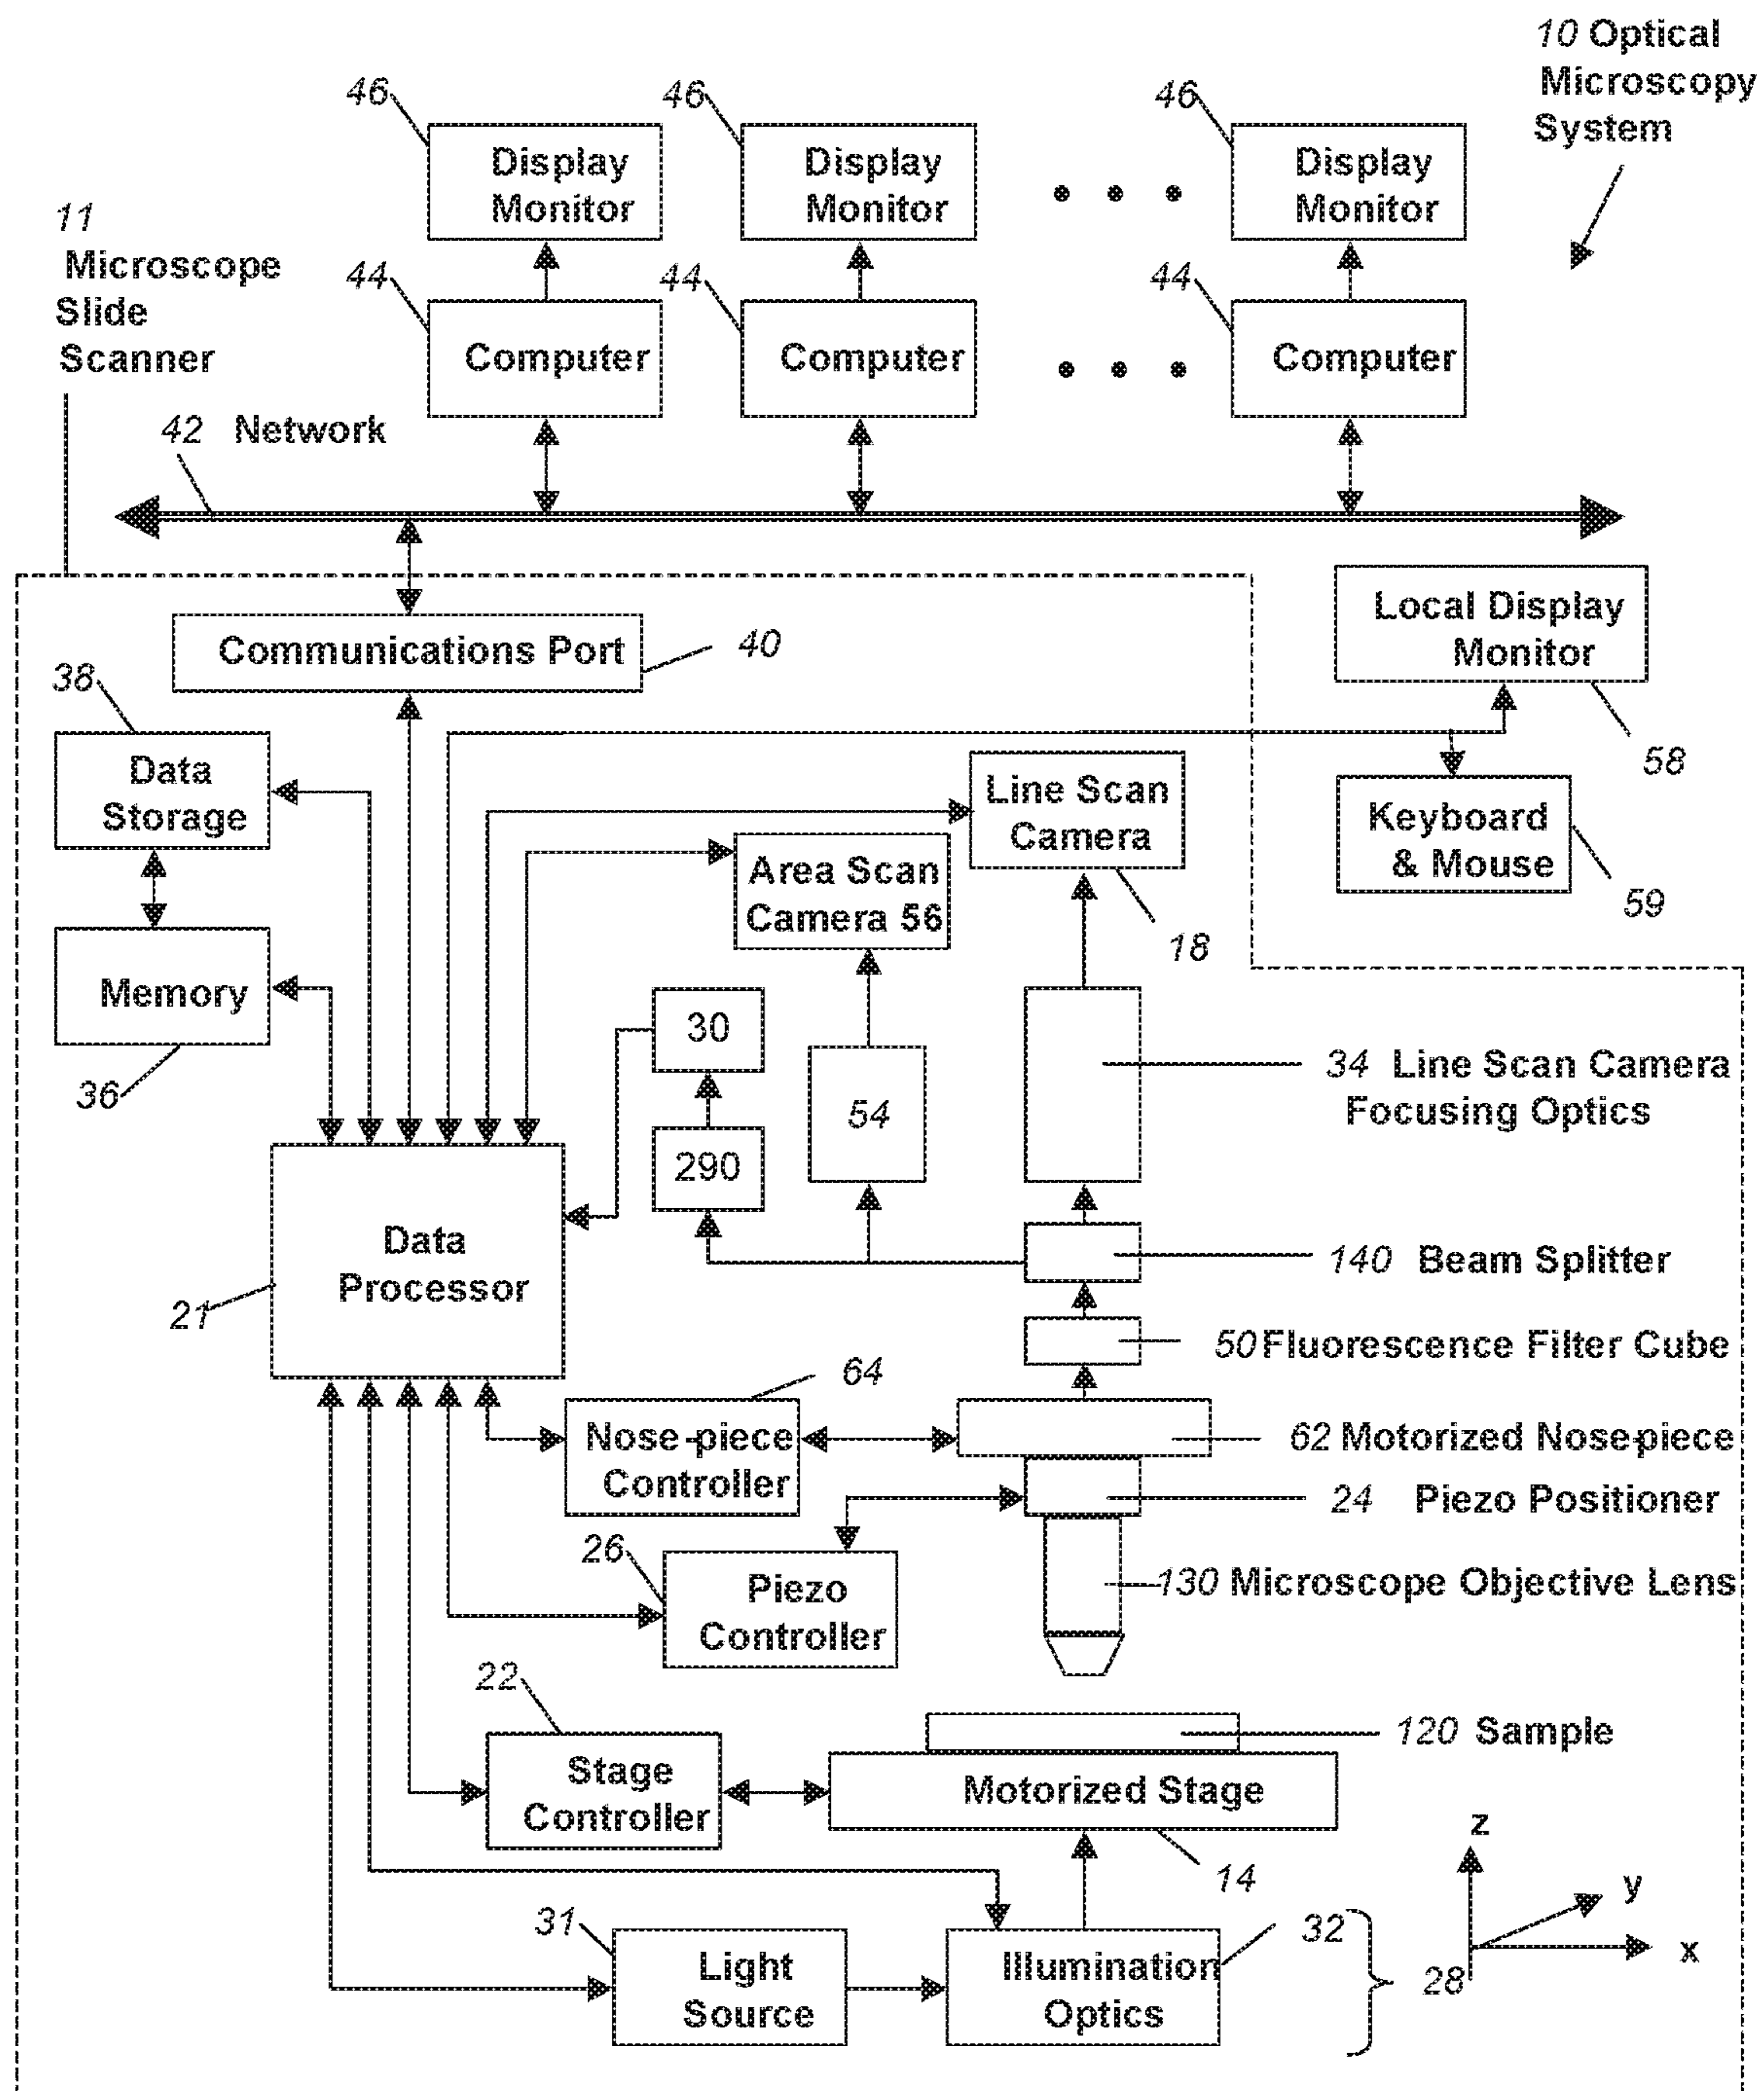 10 Optical
Microscopy
System
46
46
46
Display
Monitor
Display
Monitor
Display
Monitor
11
Microscope
Slide
Scanner
44
44
44
Computer
Computer
Computer
42 Network
Communications Port
40
Local Display
Monitor
58
38
Data
Storage
Line Scan
Camera
18
Keyboard
& Mouse
59
Area Scan
Camera 56
Memory
36
30
54
34 Line Scan Camera
Focusing Optics
290
Data
Processor
21
140 Beam Splitter
50 Fluorescence Filter Cube
64
Nose-piece
Controller
62 Motorized Nose-piece
24 Piezo Positioner
26
Piezo
Controller
130 Microscope Objective Lens
22
Stage
Controller
120 Sample
Motorized Stage
14
z
y
x
31
Light
Source
Illumination
Optics
32
28